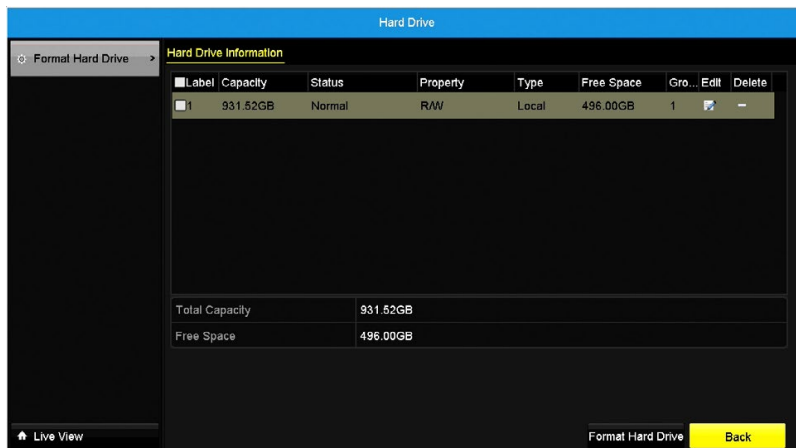 Hard Drive
Format Hard Drive >
Hard Drive Information
Label Capacity Status Property Type Free Space Gro... Edit Delete
1 931.52GB Normal R/W Local 496.00GB 1
Total Capacity 931.52GB
Free Space 496.00GB
Live View
Format Hard Drive Back